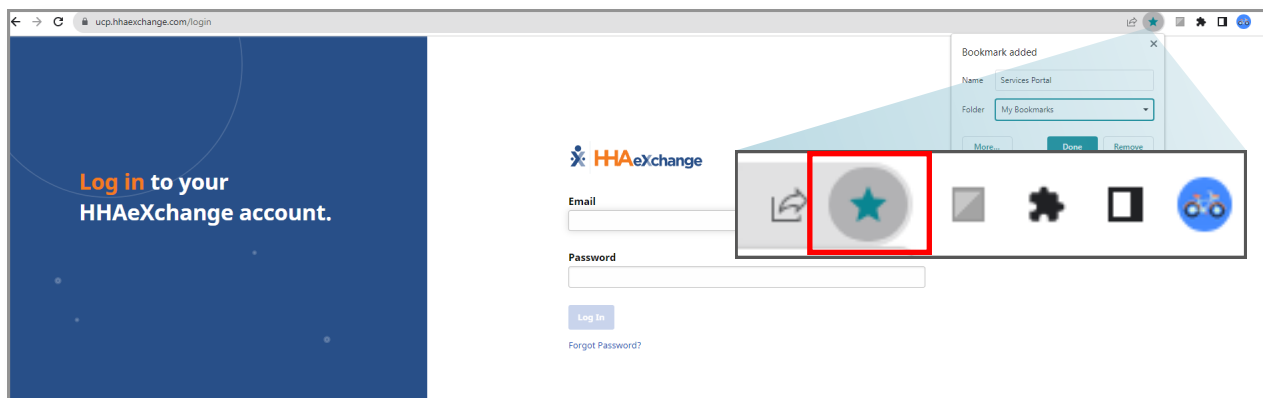 ucp.hhaexchange.com/login
Bookmark added
Name Services Portal
Folder My Bookmarks
More... Done Remove
Log in to your
HHAeXchange account.
HHAeXchange
Email
Password
Log In
Forgot Password?